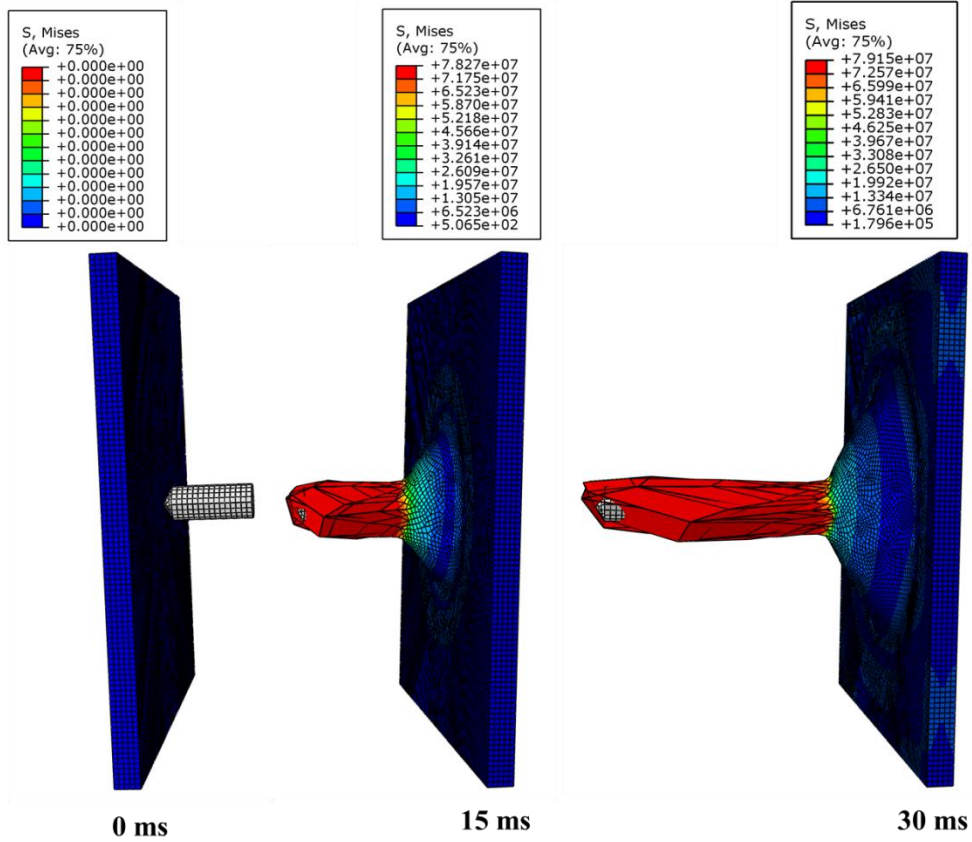 S, Mises
(Avg: 75%)
+0.000e+00
+0.000e+00
+0.000e+00
+0.000e+00
+0.000e+00
+0.000e+00
+0.000e+00
+0.000e+00
+0.000e+00
+0.000e+00
+0.000e+00
+0.000e+00
+0.000e+00
S, Mises
(Avg: 75%)
+7.827e+07
+7.175e+07
+6.523e+07
+5.870e+07
+5.218e+07
+4.566e+07
+3.914e+07
+3.261e+07
+2.609e+07
+1.957e+07
+1.305e+07
+6.523e+06
+5.065e+02
S, Mises
(Avg: 75%)
+7.915e+07
+7.257e+07
+6.599e+07
+5.941e+07
+5.283e+07
+4.625e+07
+3.967e+07
+3.308e+07
+2.650e+07
+1.992e+07
+1.334e+07
+6.761e+06
+1.796e+05
0 ms
15 ms
30 ms